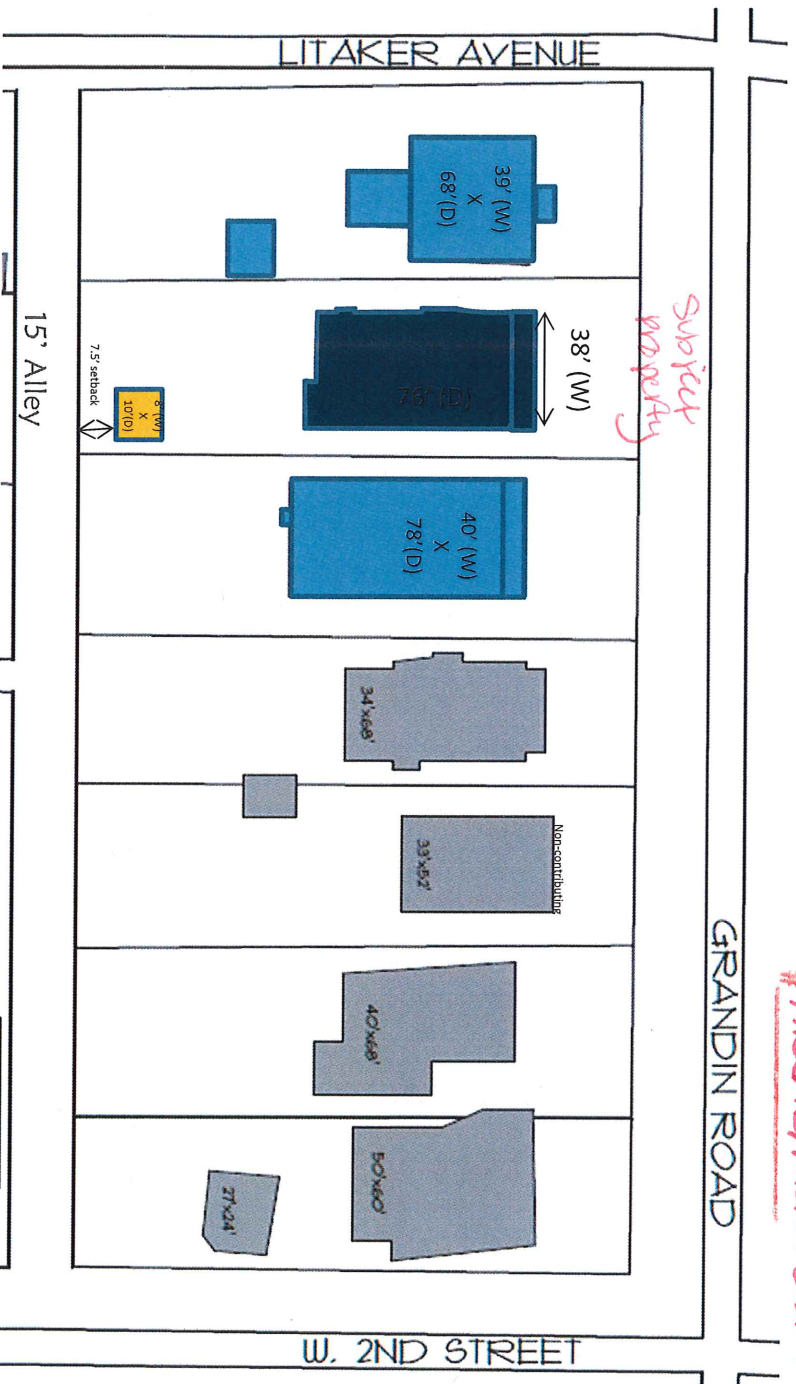 LITAKER AVENUE
39' (W)
X
68'(D)
subject
property
38' (W)
76' (D)
8' (W)
X
10'(D)
7.5' setback
15' Alley
40' (W)
X
78'(D)
34'x68'
Non-contributing
33'x52'
GRANDIN ROAD
40'x68'
50'x60'
27'x24'
W. 2ND STREET